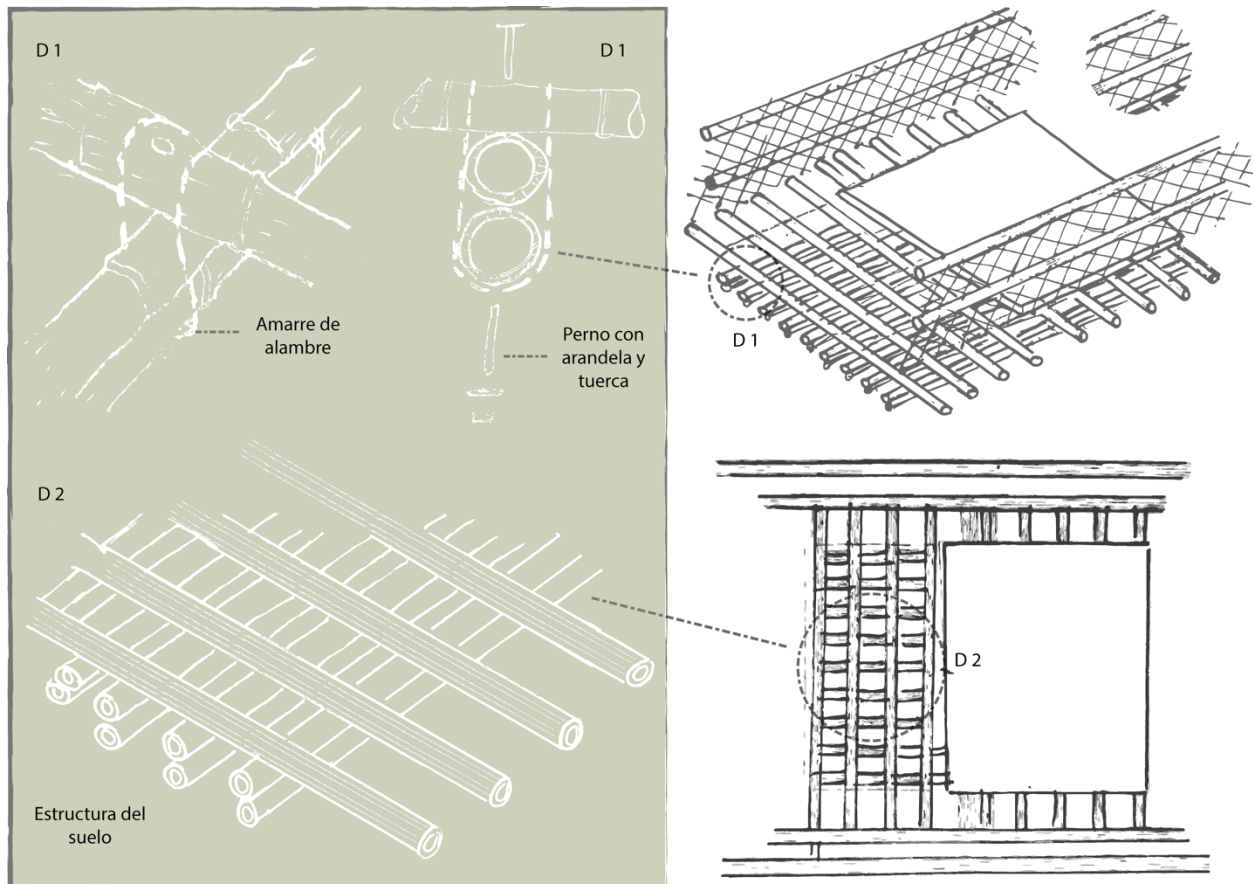 D 1
D 1
Amarre de
alambre
Perno con
arandela y
tuerca
D 1
D 2
Estructura del
suelo
D 2